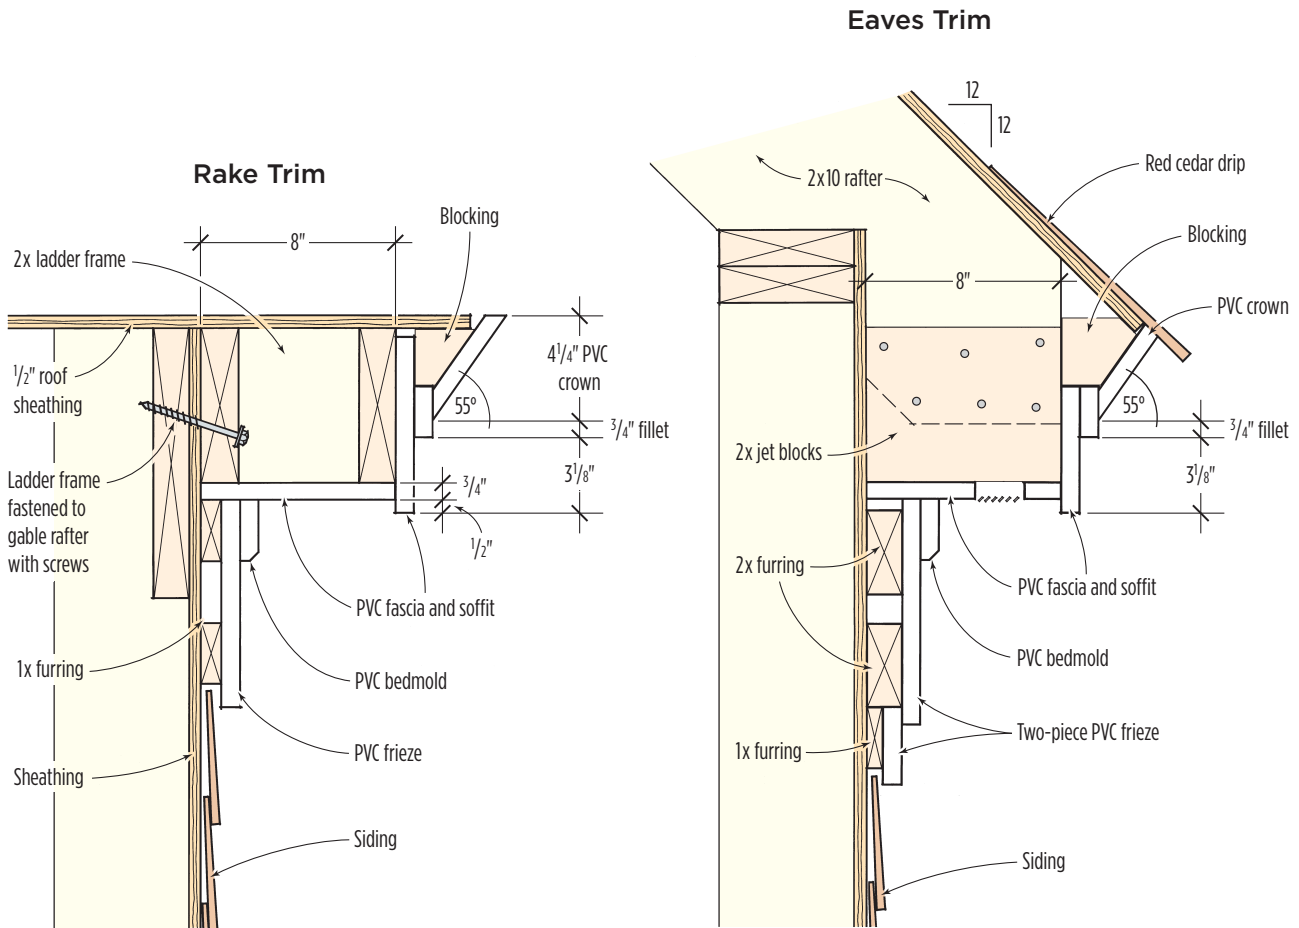 Rake Trim
Blocking
8"
2x ladder frame
1/2" roof
sheathing
4 1/4" PVC
crown
55º
3/4" fillet
Ladder frame
fastened to
gable rafter
with screws
3/4"
3 1/8"
1/2"
PVC fascia and soffit
1x furring
PVC bedmold
PVC frieze
Sheathing
Siding
Eaves Trim
12
12
2x10 rafter
Red cedar drip
Blocking
8"
PVC crown
55º
3/4" fillet
2x jet blocks
3 1/8"
2x furring
PVC fascia and soffit
PVC bedmold
Two-piece PVC frieze
1x furring
Siding